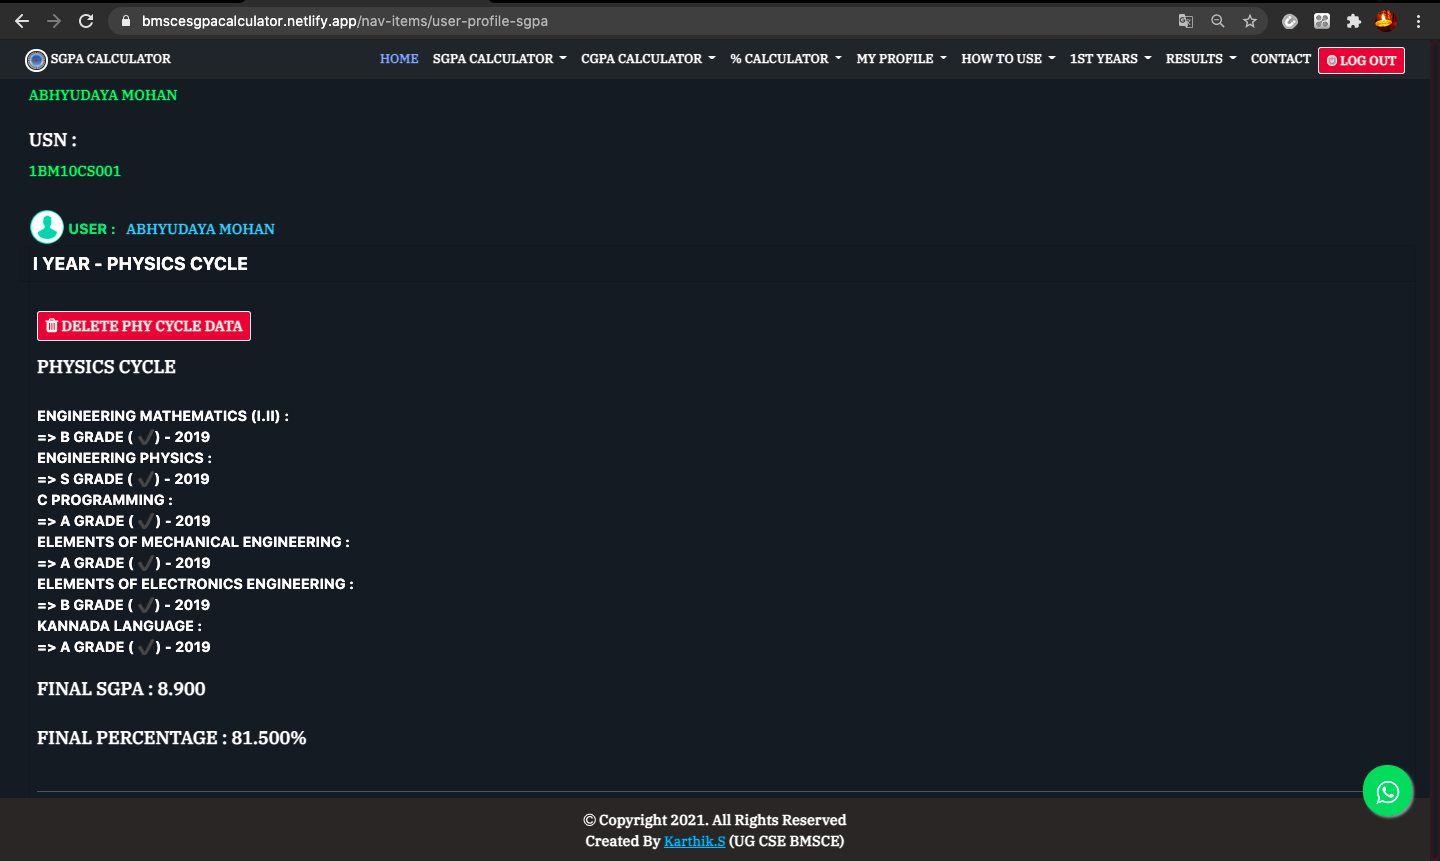 bmscesgpacalculator.netlify.app/nav-items/user-profile-sgpa
SGPA CALCULATOR HOME SGPA CALCULATOR CGPA CALCULATOR % CALCULATOR MY PROFILE HOW TO USE 1ST YEARS RESULTS CONTACT LOG OUT
ABHYUDAYA MOHAN
USN :
1BM10CS001
USER : ABHYUDAYA MOHAN
I YEAR - PHYSICS CYCLE
DELETE PHY CYCLE DATA
PHYSICS CYCLE
ENGINEERING MATHEMATICS (I.II) :
=> B GRADE ( ✔) - 2019
ENGINEERING PHYSICS :
=> S GRADE ( ✔) - 2019
C PROGRAMMING :
=> A GRADE ( ✔) - 2019
ELEMENTS OF MECHANICAL ENGINEERING :
=> A GRADE ( ✔) - 2019
ELEMENTS OF ELECTRONICS ENGINEERING :
=> B GRADE ( ✔) - 2019
KANNADA LANGUAGE :
=> A GRADE ( ✔) - 2019
FINAL SGPA : 8.900
FINAL PERCENTAGE : 81.500%
© Copyright 2021. All Rights Reserved
Created By Karthik.S (UG CSE BMSCE)